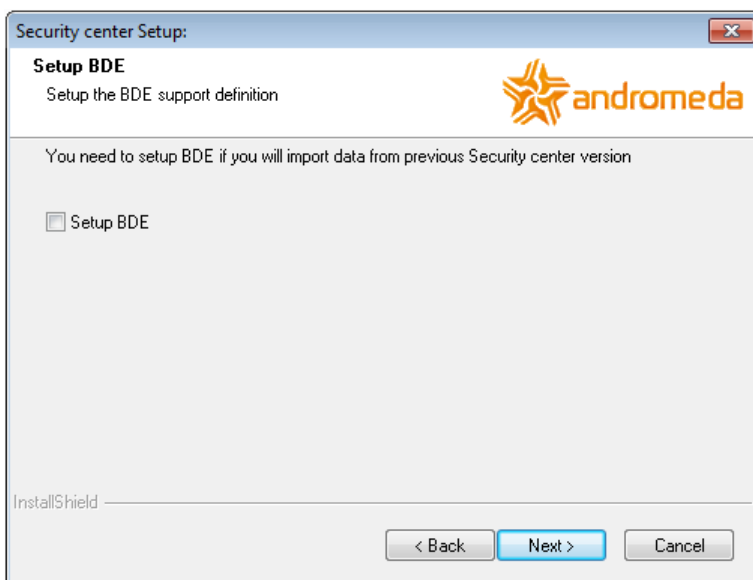 Security center Setup:
Setup BDE
Setup the BDE support definition
andromeda
You need to setup BDE if you will import data from previous Security center version
Setup BDE
InstallShield
< Back
Next >
Cancel